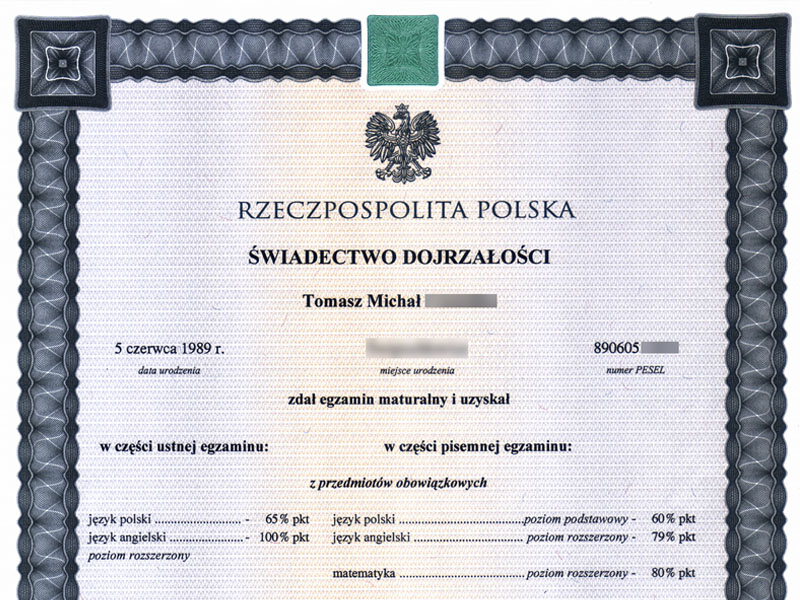 RZECZPOSPOLITA POLSKA
ŚWIADECTWO DOJRZAŁOŚCI
Tomasz Michał
5 czerwca 1989 r. 890605
data urodzenia miejsce urodzenia numer PESEL
zdał egzamin maturalny i uzyskał
w części ustnej egzaminu: w części pisemnej egzaminu:
z przedmiotów obowiązkowych
język polski ............................ - 65% pkt język polski ........................................poziom podstawowy - 60% pkt
język angielski ........................ - 100% pkt język angielski .................................... poziom rozszerzony - 79% pkt
poziom rozszerzony
matematyka ........................................poziom rozszerzony - 80% pkt